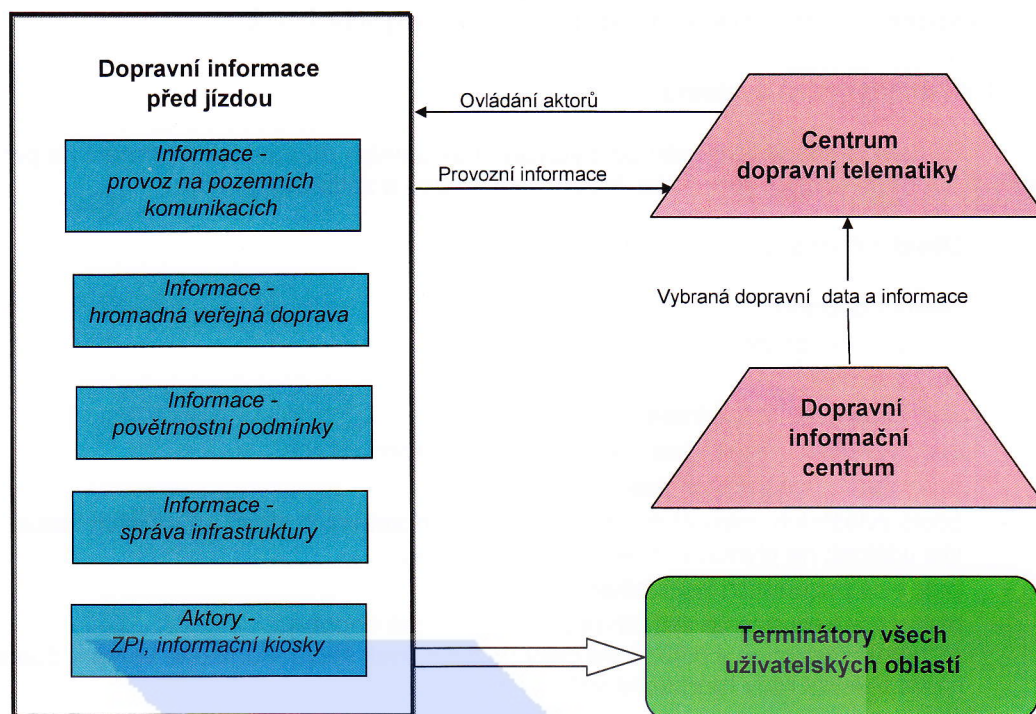 Dopravní informace
před jízdou
Informace -
provoz na pozemních
komunikacích
Informace -
hromadná veřejná doprava
Informace -
povětrnostní podmínky
Informace -
správa infrastruktury
Aktory -
ZPI, informační kiosky
Ovládání aktorů
Provozní informace
Centrum
dopravní telematiky
Vybraná dopravní data a informace
Dopravní
informační
centrum
Terminátory všech
uživatelských oblastí